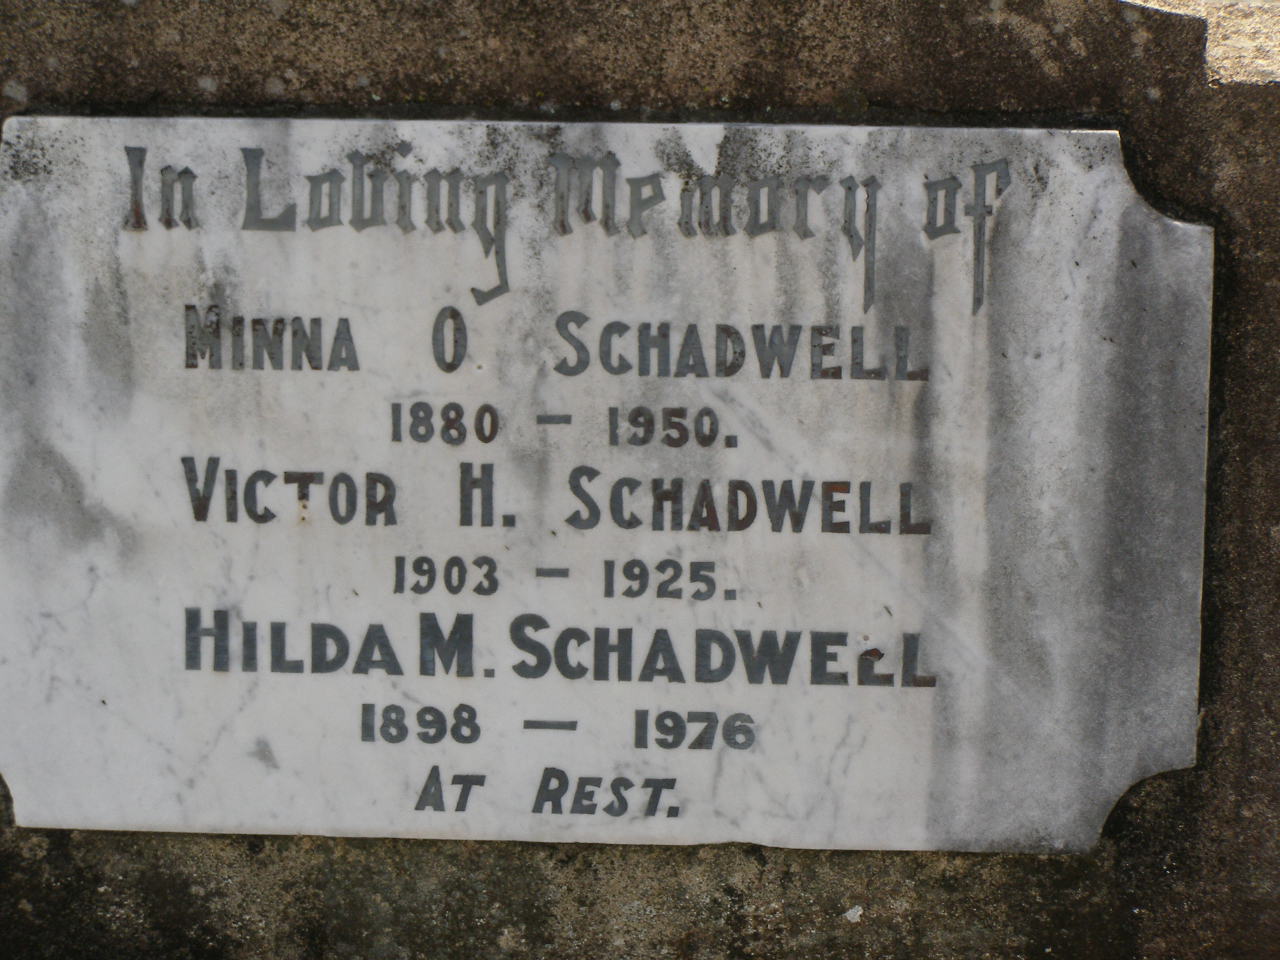 In Loving Memory of
MINNA O. SCHADWELL
1880 – 1950.
VICTOR H. SCHADWELL
1903 – 1925.
HILDA M. SCHADWELL
1898 – 1976
AT REST.